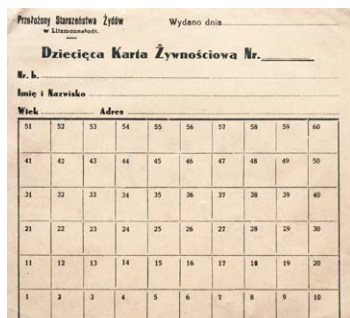 Przełożony Starszeństwa Żydów
w Litzmannstadt.
Wydano dnia
Dziecięca Karta Żywnościowa Nr.
Nr. b.
Imię i Nazwisko
Wiek Adres
51 52 53 54 55 56 57 58 59 60
41 42 43 44 45 46 47 48 49 50
31 32 33 34 35 36 37 38 39 40
21 22 23 24 25 26 27 28 29 30
11 12 13 14 15 16 17 18 19 20
1 2 3 4 5 6 7 8 9 10